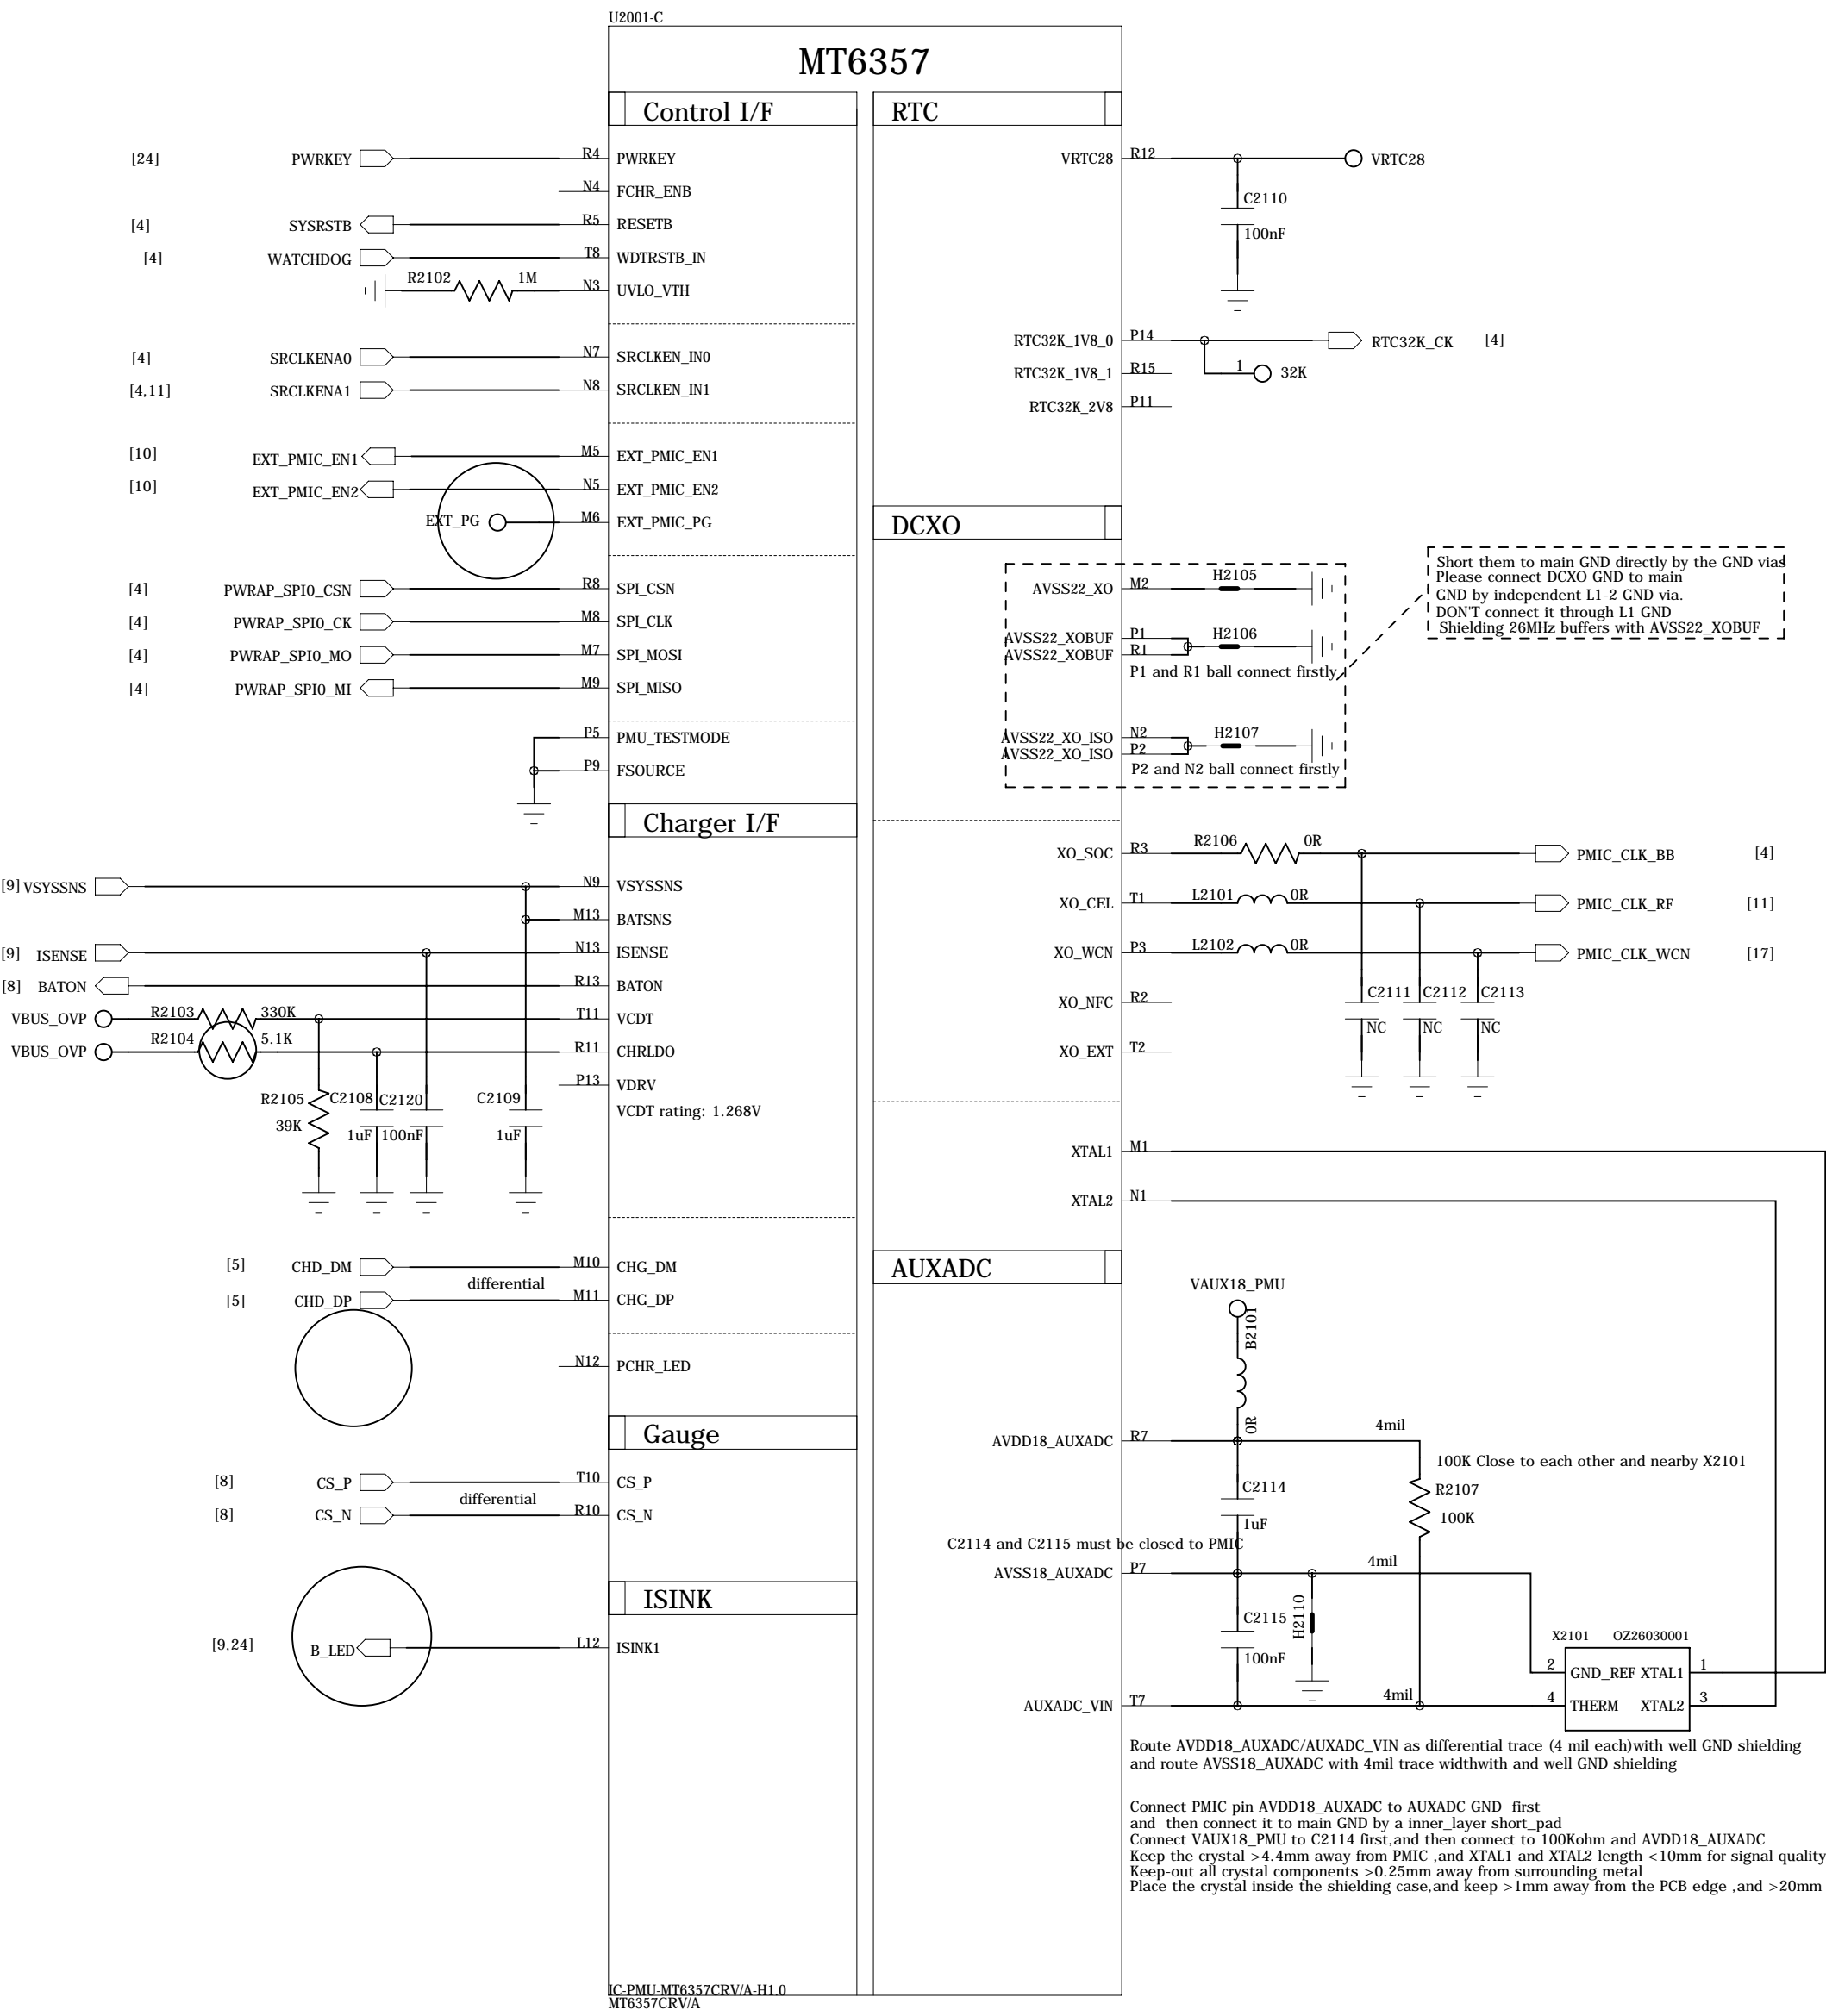 U2001-C
MT6357
Control I/F
[24] PWRKEY R4 PWRKEY
N4 FCHR_ENB
[4] SYSRSTB R5 RESETB
[4] WATCHDOG T8 WDTRSTB_IN
R2102 1M N3 UVLO_VTH
[4] SRCLKENA0 N7 SRCLKEN_IN0
[4,11] SRCLKENA1 N8 SRCLKEN_IN1
[10] EXT_PMIC_EN1 M5 EXT_PMIC_EN1
[10] EXT_PMIC_EN2 N5 EXT_PMIC_EN2
EXT_PG M6 EXT_PMIC_PG
[4] PWRAP_SPI0_CSN R8 SPI_CSN
[4] PWRAP_SPI0_CK M8 SPI_CLK
[4] PWRAP_SPI0_MO M7 SPI_MOSI
[4] PWRAP_SPI0_MI M9 SPI_MISO
P5 PMU_TESTMODE
P9 FSOURCE
Charger I/F
[9] VSYSSNS N9 VSYSSNS
M13 BATSNS
[9] ISENSE N13 ISENSE
[8] BATON R13 BATON
VBUS_OVP R2103 330K T11 VCDT
VBUS_OVP R2104 5.1K R11 CHRLDO
P13 VDRV
R2105 C2108 C2120 C2109
VCDT rating: 1.268V
39K 1uF 100nF 1uF
[5] CHD_DM M10 CHG_DM
differential
[5] CHD_DP M11 CHG_DP
N12 PCHR_LED
Gauge
[8] CS_P T10 CS_P
differential
[8] CS_N R10 CS_N
ISINK
[9,24] B_LED L12 ISINK1
IC-PMU-MT6357CRV/A-H1.0
MT6357CRV/A
RTC
VRTC28 R12 VRTC28
C2110
100nF
RTC32K_1V8_0 P14 RTC32K_CK [4]
RTC32K_1V8_1 R15 1 32K
RTC32K_2V8 P11
DCXO
Short them to main GND directly by the GND vias
Please connect DCXO GND to main
GND by independent L1-2 GND via.
DON'T connect it through L1 GND
Shielding 26MHz buffers with AVSS22_XOBUF
AVSS22_XO M2 H2105
AVSS22_XOBUF P1 H2106
AVSS22_XOBUF R1
P1 and R1 ball connect firstly
AVSS22_XO_ISO N2 H2107
AVSS22_XO_ISO P2
P2 and N2 ball connect firstly
XO_SOC R3 R2106 0R PMIC_CLK_BB [4]
XO_CEL T1 L2101 0R PMIC_CLK_RF [11]
XO_WCN P3 L2102 0R PMIC_CLK_WCN [17]
XO_NFC R2 C2111 C2112 C2113
NC NC NC
XO_EXT T2
XTAL1 M1
XTAL2 N1
AUXADC
VAUX18_PMU
B2101
0R
AVDD18_AUXADC R7 4mil
100K Close to each other and nearby X2101
C2114 R2107
1uF 100K
C2114 and C2115 must be closed to PMIC
AVSS18_AUXADC P7 4mil
C2115 H2110
100nF
X2101 OZ26030001
2 GND_REF XTAL1 1
AUXADC_VIN T7 4mil 4 THERM XTAL2 3
Route AVDD18_AUXADC/AUXADC_VIN as differential trace (4 mil each)with well GND shielding
and route AVSS18_AUXADC with 4mil trace widthwith and well GND shielding
Connect PMIC pin AVDD18_AUXADC to AUXADC GND first
and then connect it to main GND by a inner_layer short_pad
Connect VAUX18_PMU to C2114 first,and then connect to 100Kohm and AVDD18_AUXADC
Keep the crystal >4.4mm away from PMIC ,and XTAL1 and XTAL2 length <10mm for signal quality
Keep-out all crystal components >0.25mm away from surrounding metal
Place the crystal inside the shielding case,and keep >1mm away from the PCB edge ,and >20mm